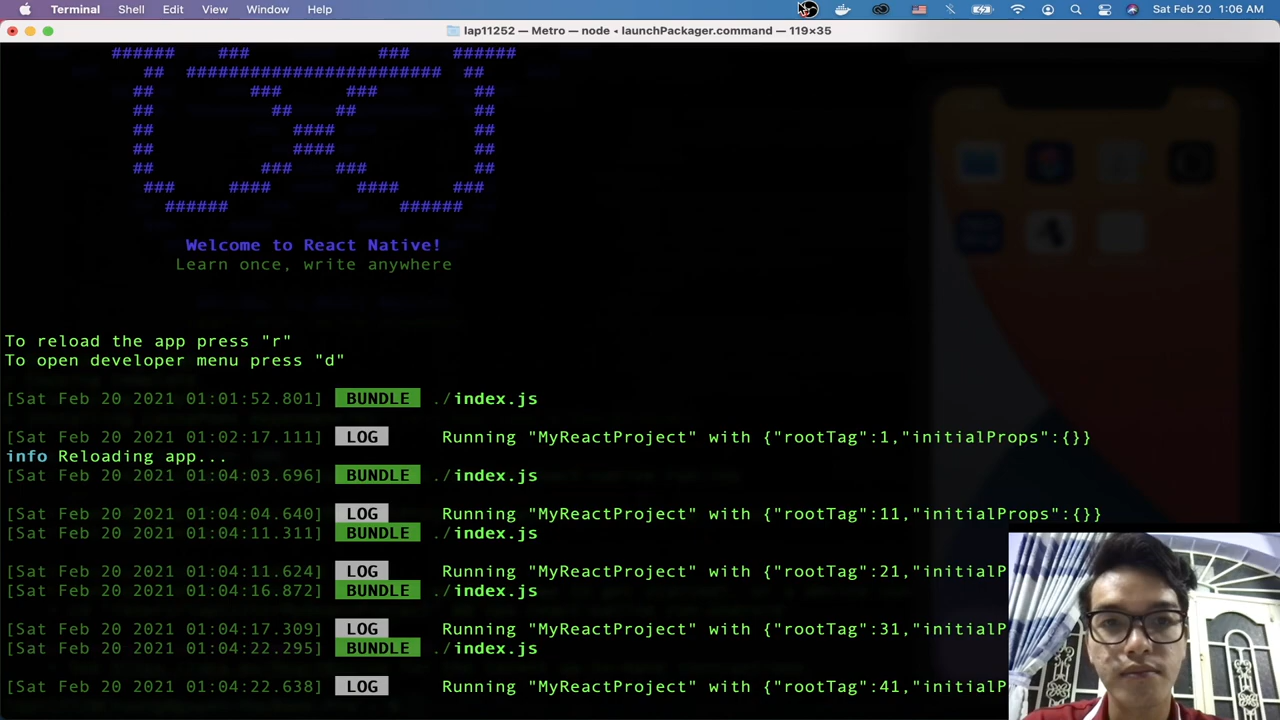 Terminal Shell Edit View Window Help Sat Feb 20 1:06 AM
lap11252 — Metro — node ◂ launchPackager.command — 119×35
###### ### ### ######
## ######################## ##
## ### ### ##
## ## ## ##
## #### ##
## #### ##
## ### ### ##
### #### #### ###
###### ######
Welcome to React Native!
Learn once, write anywhere
To reload the app press "r"
To open developer menu press "d"
[Sat Feb 20 2021 01:01:52.801] BUNDLE ./index.js
[Sat Feb 20 2021 01:02:17.111] LOG Running "MyReactProject" with {"rootTag":1,"initialProps":{}}
info Reloading app...
[Sat Feb 20 2021 01:04:03.696] BUNDLE ./index.js
[Sat Feb 20 2021 01:04:04.640] LOG Running "MyReactProject" with {"rootTag":11,"initialProps":{}}
[Sat Feb 20 2021 01:04:11.311] BUNDLE ./index.js
[Sat Feb 20 2021 01:04:11.624] LOG Running "MyReactProject" with {"rootTag":21,"initialP
[Sat Feb 20 2021 01:04:16.872] BUNDLE ./index.js
[Sat Feb 20 2021 01:04:17.309] LOG Running "MyReactProject" with {"rootTag":31,"initialP
[Sat Feb 20 2021 01:04:22.295] BUNDLE ./index.js
[Sat Feb 20 2021 01:04:22.638] LOG Running "MyReactProject" with {"rootTag":41,"initialP